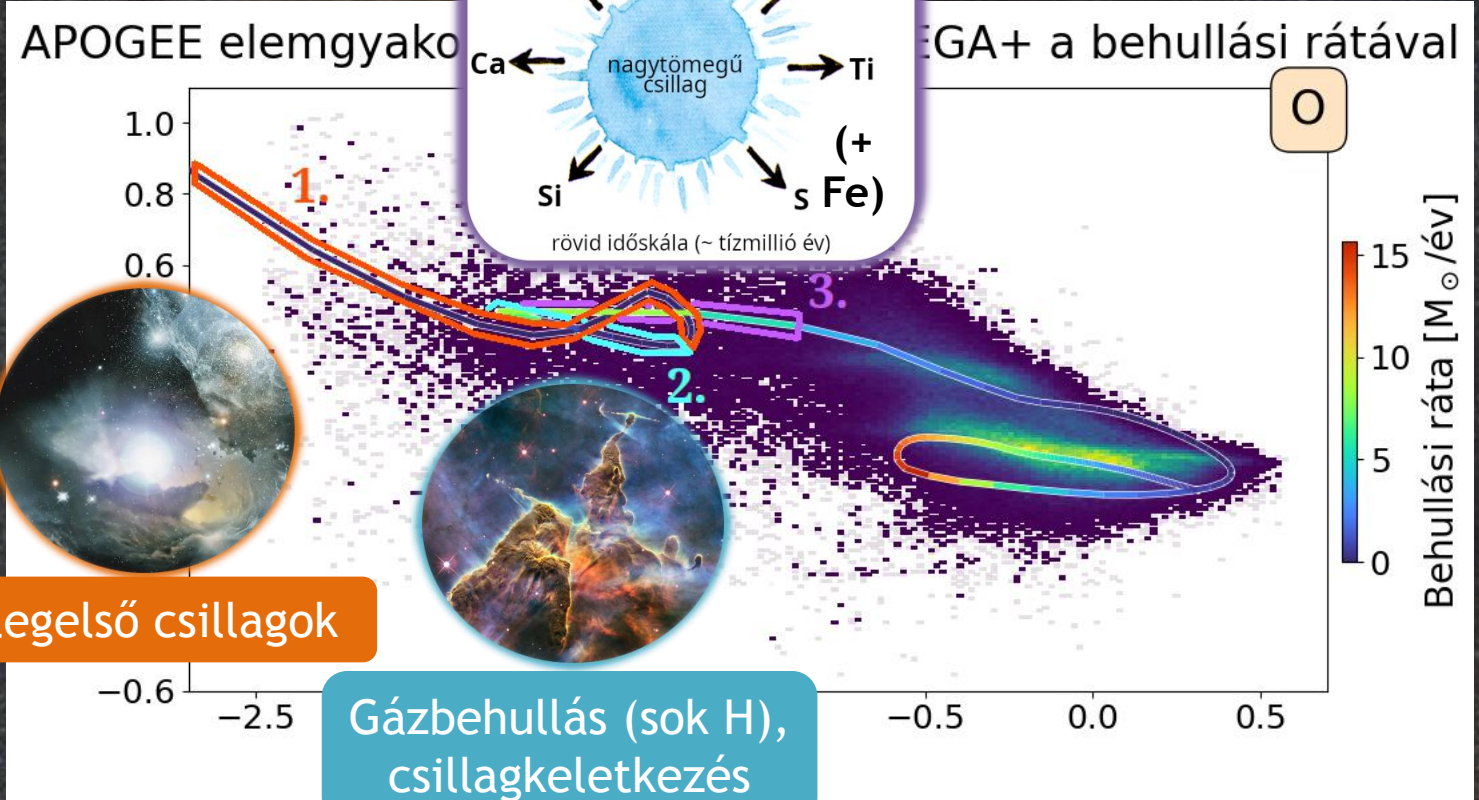 APOGEE elemgyako
EGA+ a behullási rátával
Ca
nagytömegű
csillag
Ti
Si
S
(+
Fe)
rövid időskála (~ tízmillió év)
O
1.0
0.8
0.6
−0.6
1.
2.
3.
−2.5
−0.5
0.0
0.5
15
10
5
0
Behullási ráta [M⊙/év]
egelső csillagok
Gázbehullás (sok H),
csillagkeletkezés